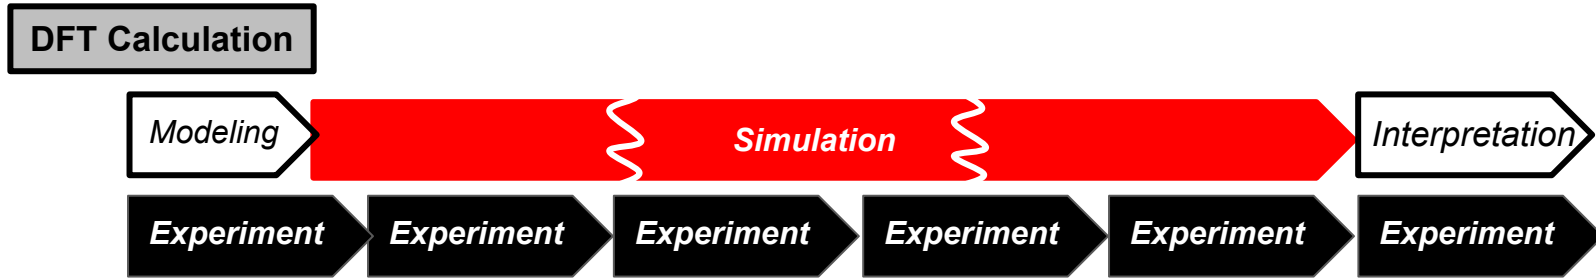 DFT Calculation
Modeling Simulation Interpretation
Experiment Experiment Experiment Experiment Experiment Experiment